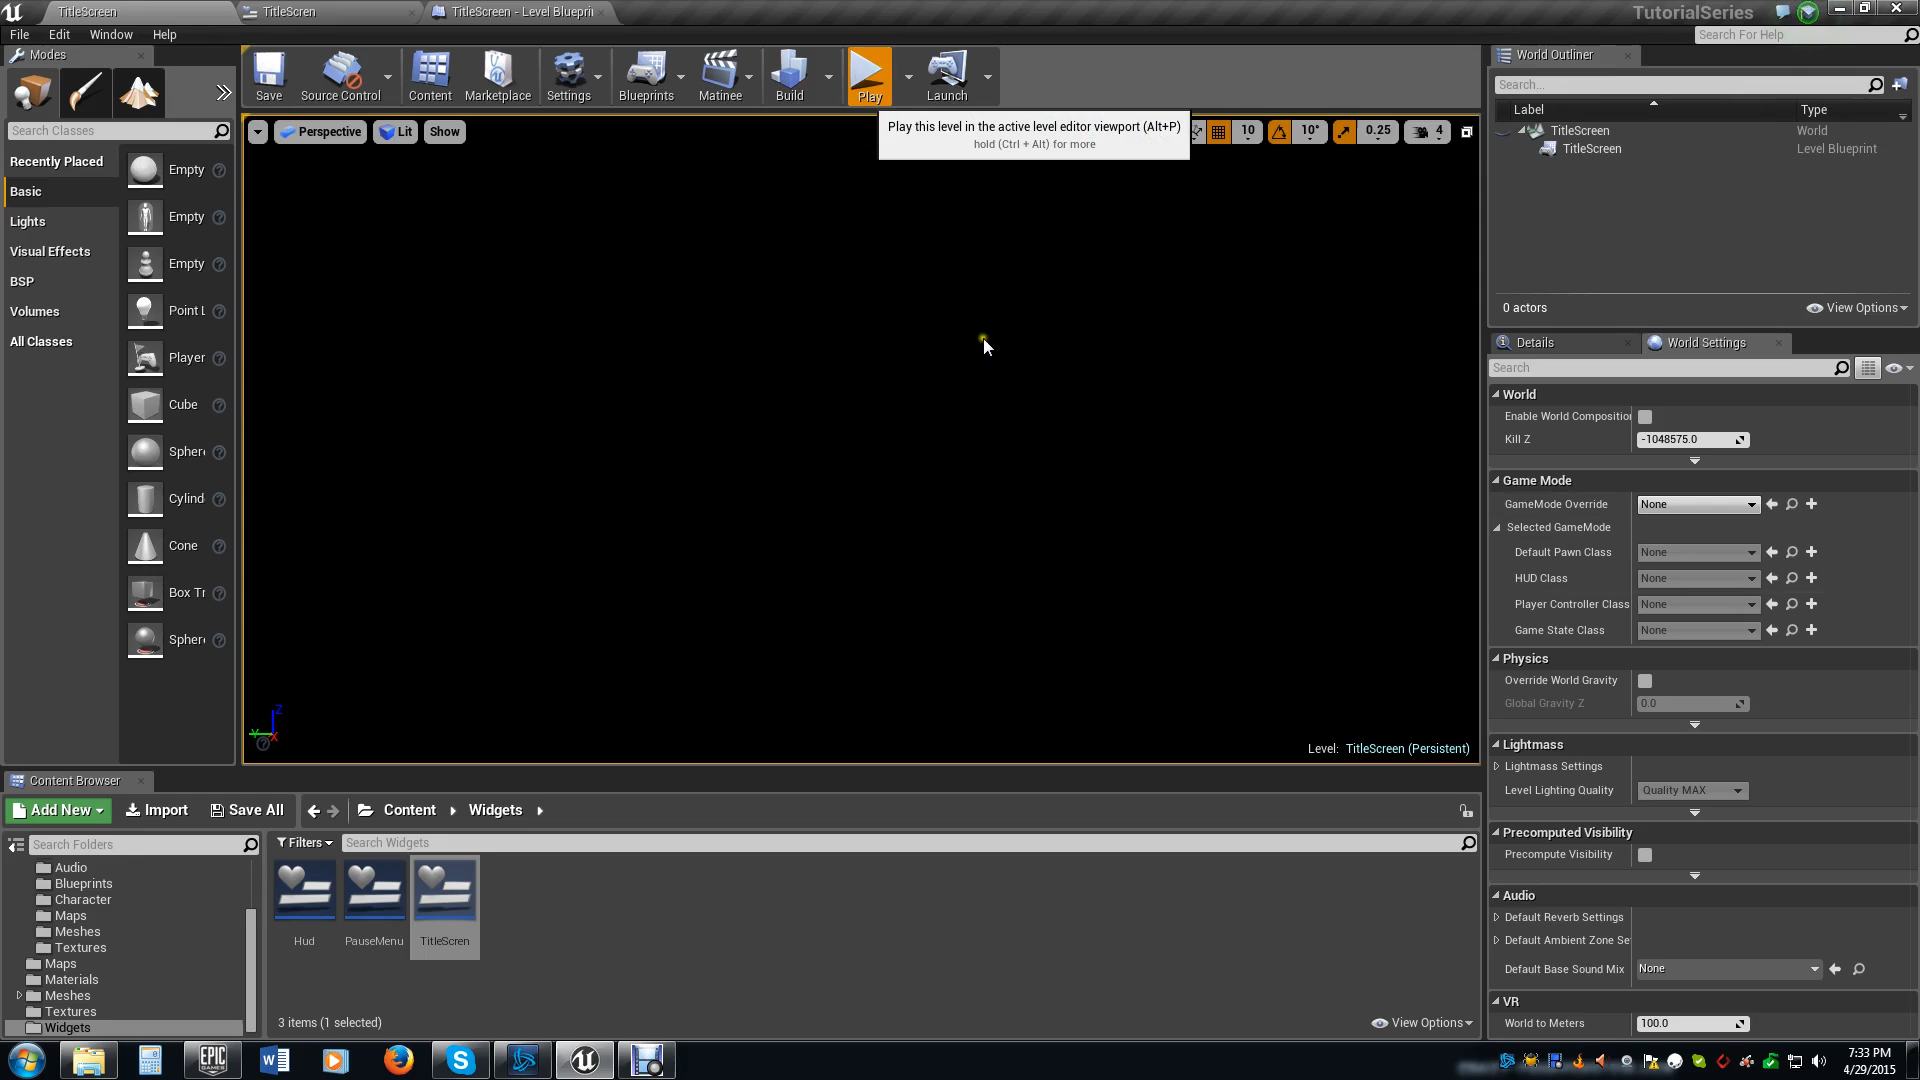 TitleScreen
TitleScren
TitleScreen - Level Blueprin
TutorialSeries
File
Edit
Window
Help
Search For Help
Modes
Save
Source Control
Content
Marketplace
Settings
Blueprints
Matinee
Build
Play
Launch
World Outliner
Search...
Label
Type
TitleScreen
World
TitleScreen
Level Blueprint
0 actors
View Options
Search Classes
Recently Placed
Basic
Lights
Visual Effects
BSP
Volumes
All Classes
Empty
Empty
Empty
Point L
Player
Cube
Spher
Cylind
Cone
Box Tr
Spher
Perspective
Lit
Show
Play this level in the active level editor viewport (Alt+P)
hold (Ctrl + Alt) for more
10
10°
0.25
4
Z
Y
X
Level: TitleScreen (Persistent)
Details
World Settings
Search
World
Enable World Composition
Kill Z
-1048575.0
Game Mode
GameMode Override
None
Selected GameMode
Default Pawn Class
None
HUD Class
None
Player Controller Class
None
Game State Class
None
Physics
Override World Gravity
Global Gravity Z
0.0
Lightmass
Lightmass Settings
Level Lighting Quality
Quality MAX
Precomputed Visibility
Precompute Visibility
Audio
Default Reverb Settings
Default Ambient Zone Se
Default Base Sound Mix
None
VR
World to Meters
100.0
Content Browser
Add New
Import
Save All
Content
Widgets
Search Folders
Filters
Search Widgets
Audio
Blueprints
Character
Maps
Meshes
Textures
Maps
Materials
Meshes
Textures
Widgets
Hud
PauseMenu
TitleScren
3 items (1 selected)
View Options
EPIC
GAMES
7:33 PM
4/29/2015